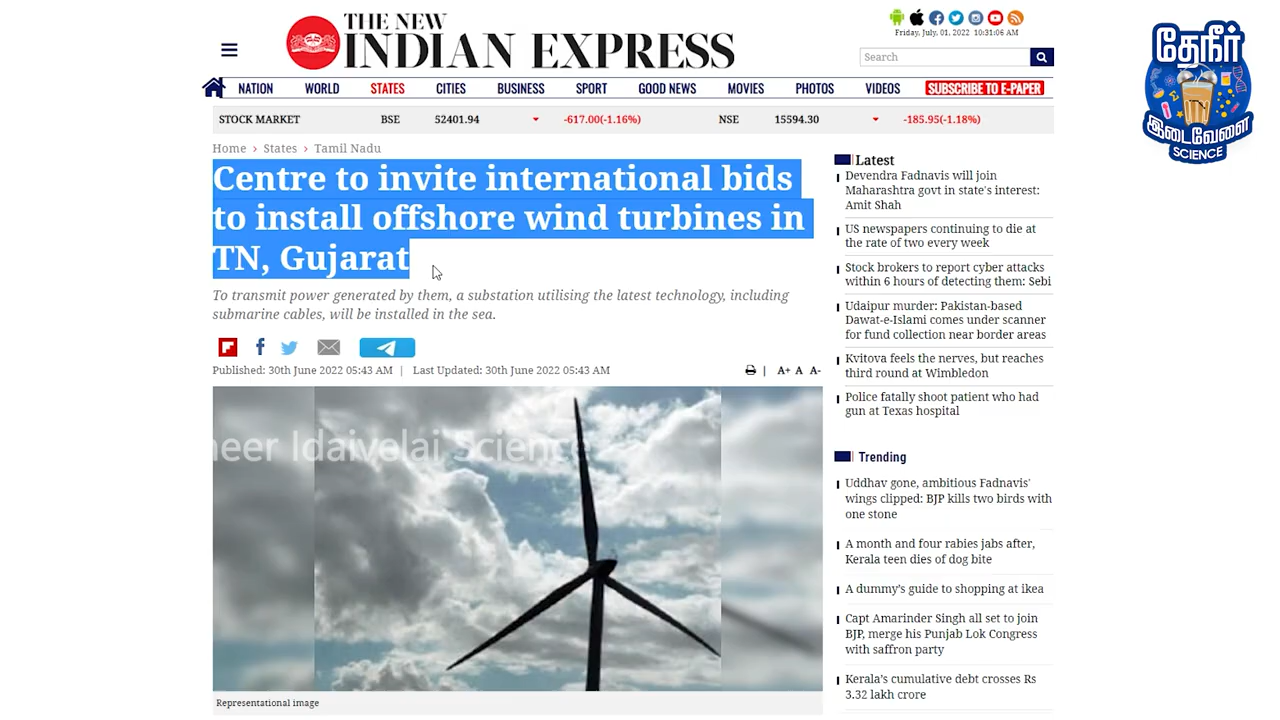 THE NEW
INDIAN EXPRESS
Friday, July, 01, 2022 10:31:06 AM
Search
NATION WORLD STATES CITIES BUSINESS SPORT GOOD NEWS MOVIES PHOTOS VIDEOS SUBSCRIBE TO E-PAPER
STOCK MARKET BSE 52401.94 -617.00(-1.16%) NSE 15594.30 -185.95(-1.18%)
Home > States > Tamil Nadu
Centre to invite international bids
to install offshore wind turbines in
TN, Gujarat
To transmit power generated by them, a substation utilising the latest technology, including
submarine cables, will be installed in the sea.
Published: 30th June 2022 05:43 AM | Last Updated: 30th June 2022 05:43 AM
A+ A A-
neer Idaivelai Science
Representational image
Latest
Devendra Fadnavis will join
Maharashtra govt in state's interest:
Amit Shah
US newspapers continuing to die at
the rate of two every week
Stock brokers to report cyber attacks
within 6 hours of detecting them: Sebi
Udaipur murder: Pakistan-based
Dawat-e-Islami comes under scanner
for fund collection near border areas
Kvitova feels the nerves, but reaches
third round at Wimbledon
Police fatally shoot patient who had
gun at Texas hospital
Trending
Uddhav gone, ambitious Fadnavis'
wings clipped: BJP kills two birds with
one stone
A month and four rabies jabs after,
Kerala teen dies of dog bite
A dummy's guide to shopping at ikea
Capt Amarinder Singh all set to join
BJP, merge his Punjab Lok Congress
with saffron party
Kerala's cumulative debt crosses Rs
3.32 lakh crore
தேநீர்
இடைவேளை
SCIENCE